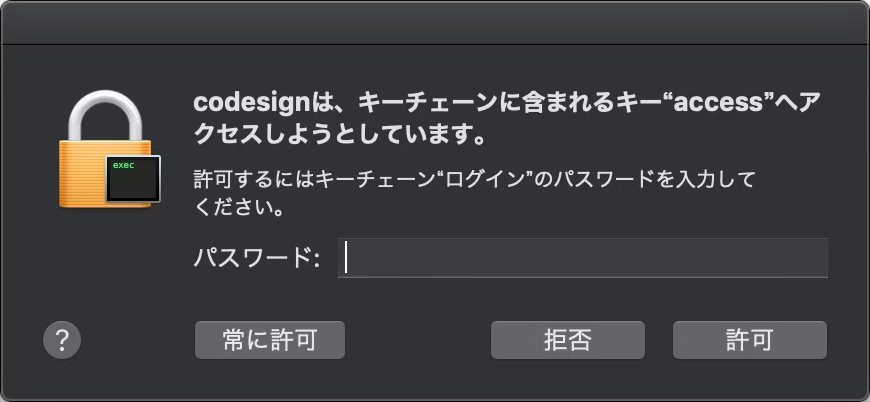 codesignは、キーチェーンに含まれるキー“access”へア
クセスしようとしています。
exec
許可するにはキーチェーン“ログイン”のパスワードを入力して
ください。
パスワード:
? 常に許可 拒否 許可